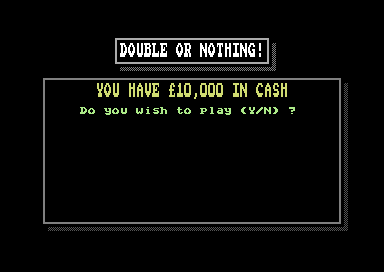 DOUBLE OR NOTHING!
YOU HAVE £10,000 IN CASH
Do you wish to play (Y/N) ?